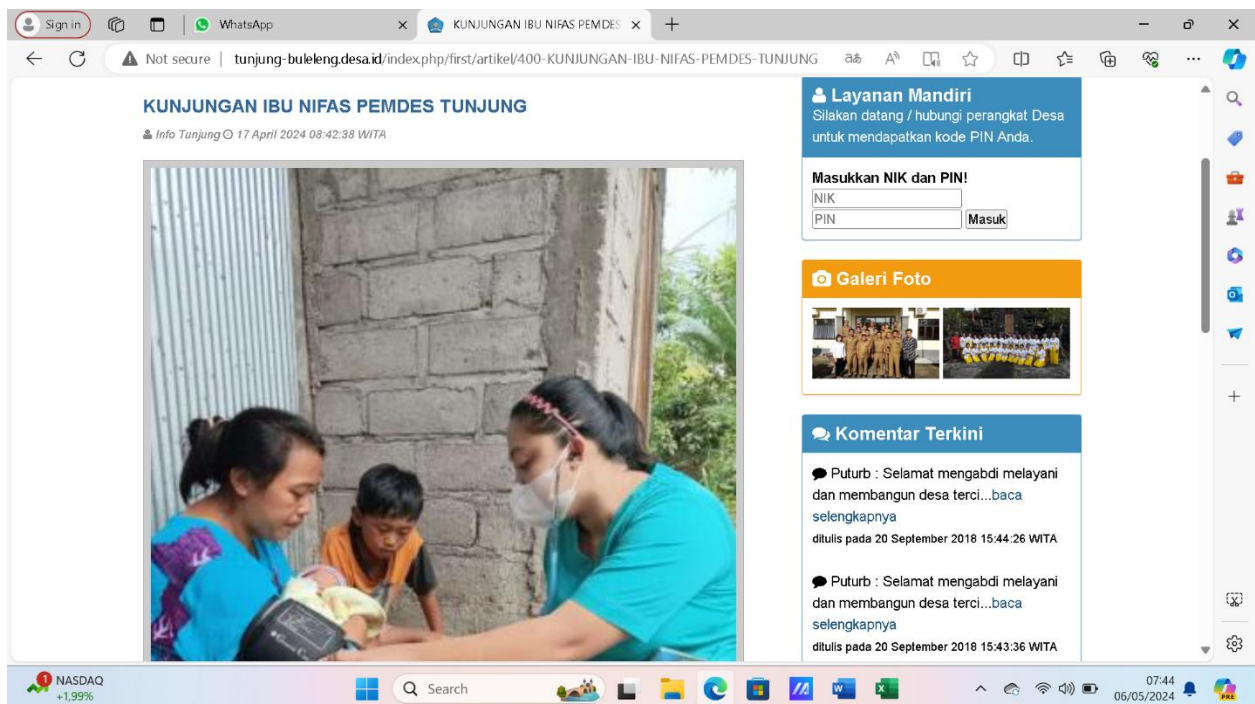 Sign in
WhatsApp
KUNJUNGAN IBU NIFAS PEMDES
Not secure
tunjung-buleleng.desa.id/index.php/first/artikel/400-KUNJUNGAN-IBU-NIFAS-PEMDES-TUNJUNG
KUNJUNGAN IBU NIFAS PEMDES TUNJUNG
Info Tunjung 17 April 2024 08:42:38 WITA
Layanan Mandiri
Silakan datang / hubungi perangkat Desa
untuk mendapatkan kode PIN Anda.
Masukkan NIK dan PIN!
NIK
PIN
Masuk
Galeri Foto
Komentar Terkini
Puturb : Selamat mengabdi melayani
dan membangun desa terci...baca
selengkapnya
ditulis pada 20 September 2018 15:44:26 WITA
Puturb : Selamat mengabdi melayani
dan membangun desa terci...baca
selengkapnya
ditulis pada 20 September 2018 15:43:36 WITA
1
NASDAQ
+1,99%
Search
07:44
06/05/2024
PRE